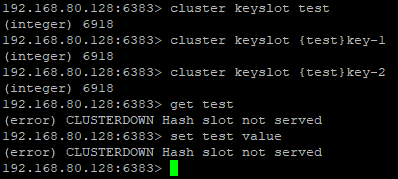 192.168.80.128:6383> cluster keyslot test
(integer) 6918
192.168.80.128:6383> cluster keyslot {test}key-1
(integer) 6918
192.168.80.128:6383> cluster keyslot {test}key-2
(integer) 6918
192.168.80.128:6383> get test
(error) CLUSTERDOWN Hash slot not served
192.168.80.128:6383> set test value
(error) CLUSTERDOWN Hash slot not served
192.168.80.128:6383>